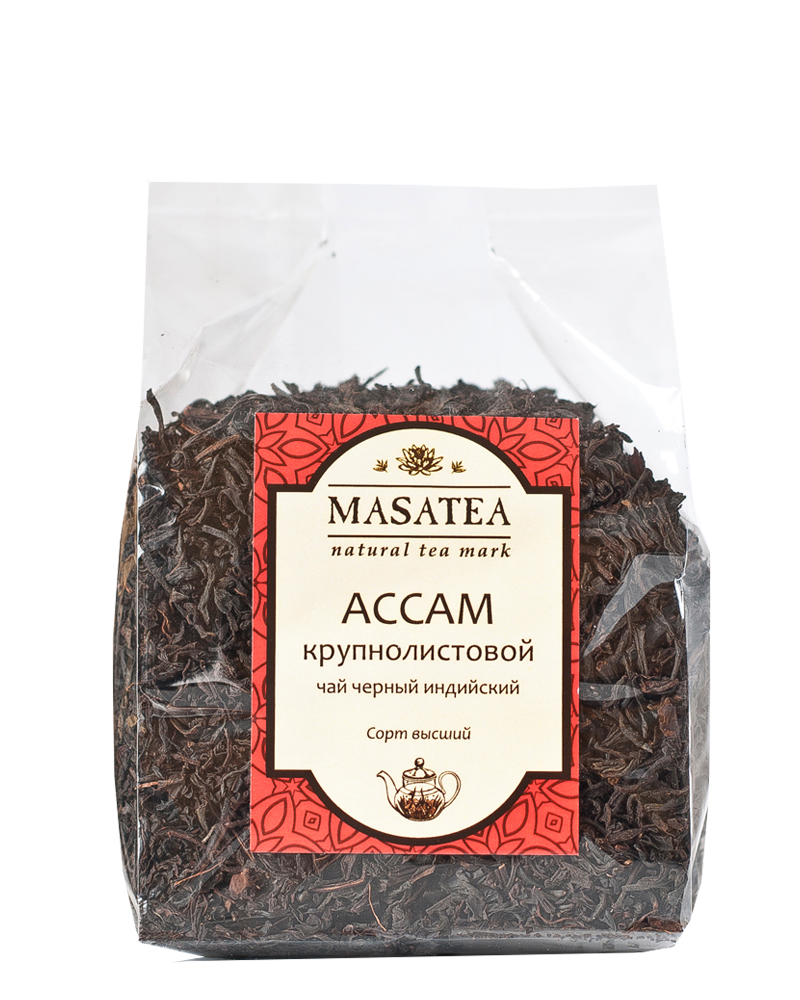 MASATEA
natural tea mark
АССАМ
крупнолистовой
чай черный индийский
Сорт высший